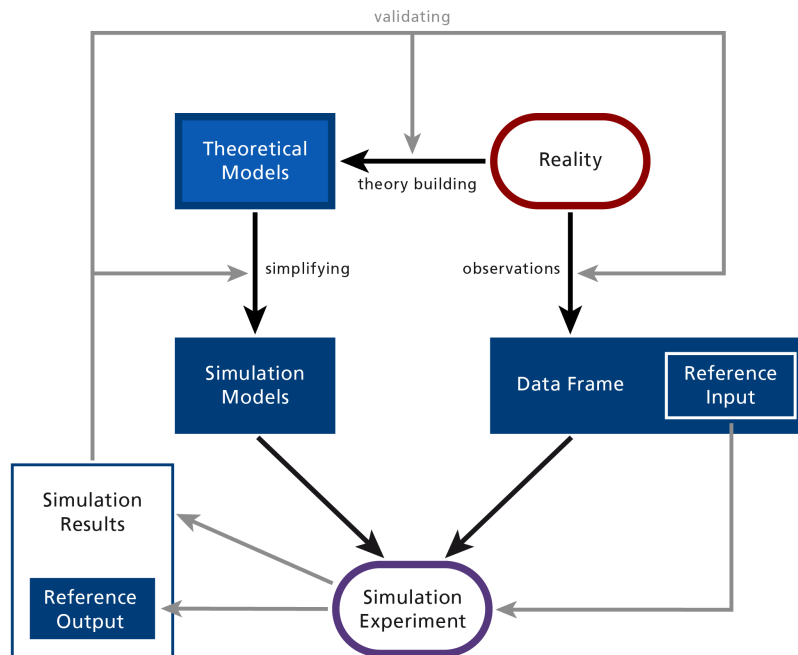 validating
Theoretical
Models
Reality
theory building
simplifying
observations
Simulation
Models
Data Frame
Reference
Input
Simulation
Results
Reference
Output
Simulation
Experiment